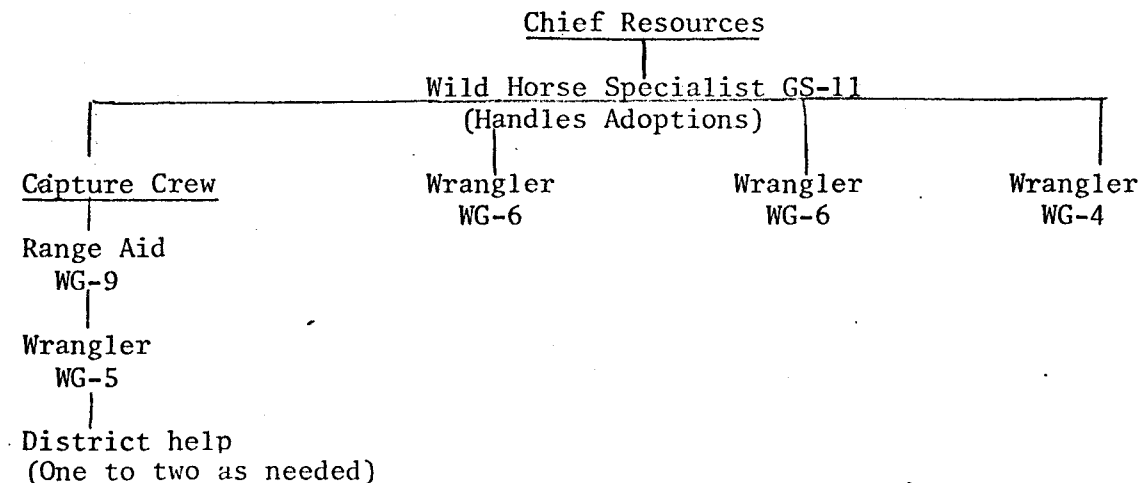 Chief Resources
Wild Horse Specialist GS-11
(Handles Adoptions)
Capture Crew
Wrangler
WG-6
Wrangler
WG-6
Wrangler
WG-4
Range Aid
WG-9
Wrangler
WG-5
District help
(One to two as needed)